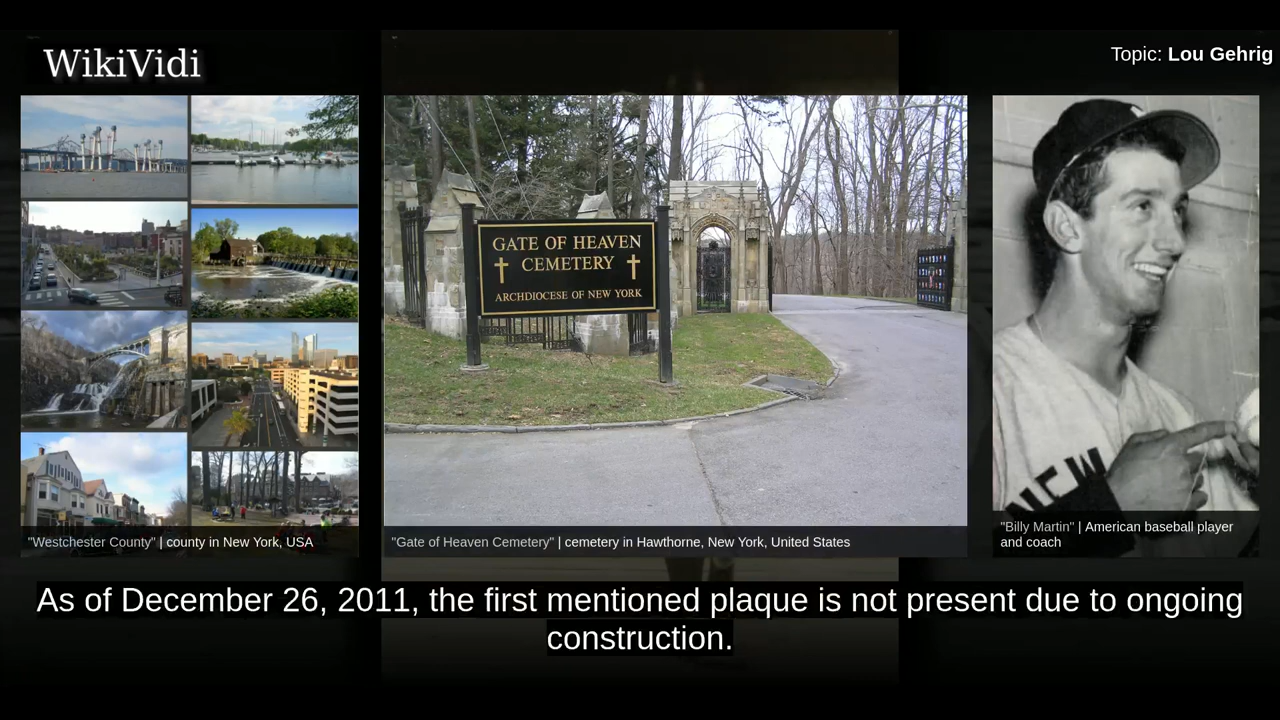 WikiVidi
Topic: Lou Gehrig
GATE OF HEAVEN
CEMETERY
ARCHDIOCESE OF NEW YORK
NEW
"Westchester County" | county in New York, USA
"Gate of Heaven Cemetery" | cemetery in Hawthorne, New York, United States
"Billy Martin" | American baseball player
and coach
As of December 26, 2011, the first mentioned plaque is not present due to ongoing
construction.